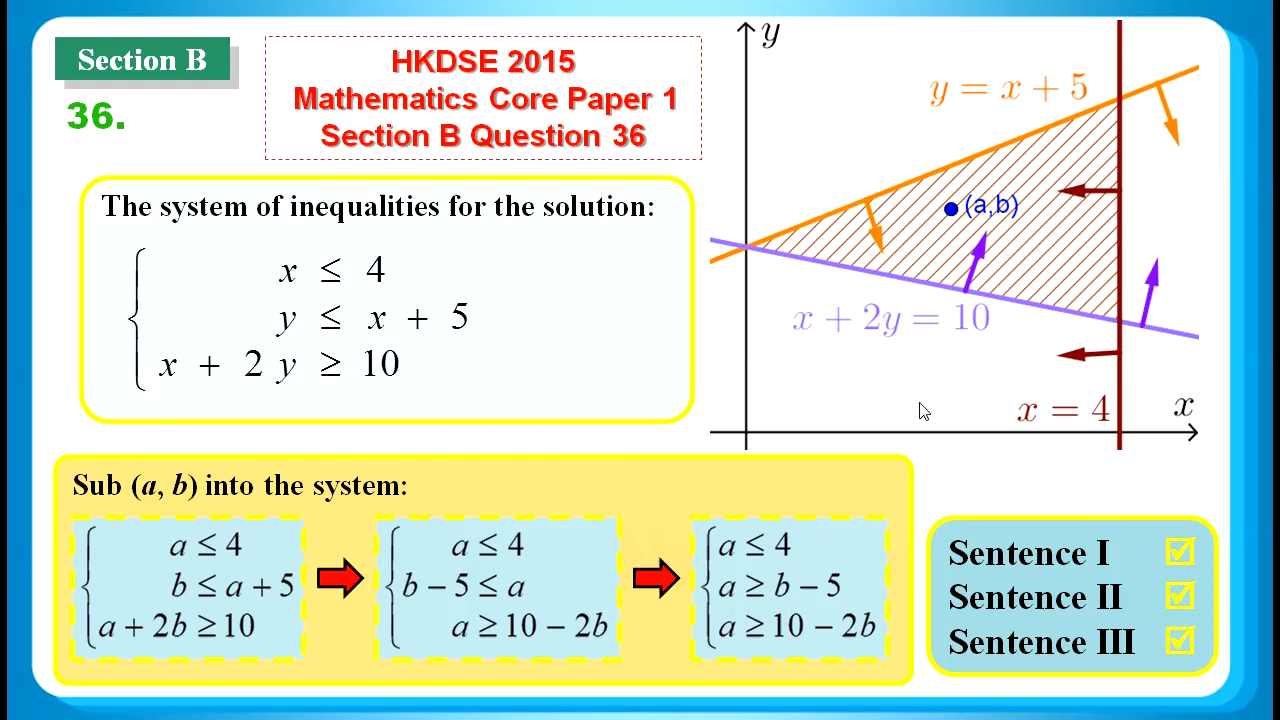 Section B
36.
HKDSE 2015
Mathematics Core Paper 1
Section B Question 36
The system of inequalities for the solution:
x ≤ 4
y ≤ x + 5
x + 2 y ≥ 10
y
y = x + 5
(a,b)
x + 2y = 10
x = 4
x
Sub (a, b) into the system:
a ≤ 4
b ≤ a + 5
a + 2b ≥ 10
a ≤ 4
b − 5 ≤ a
a ≥ 10 − 2b
a ≤ 4
a ≥ b − 5
a ≥ 10 − 2b
Sentence I
Sentence II
Sentence III